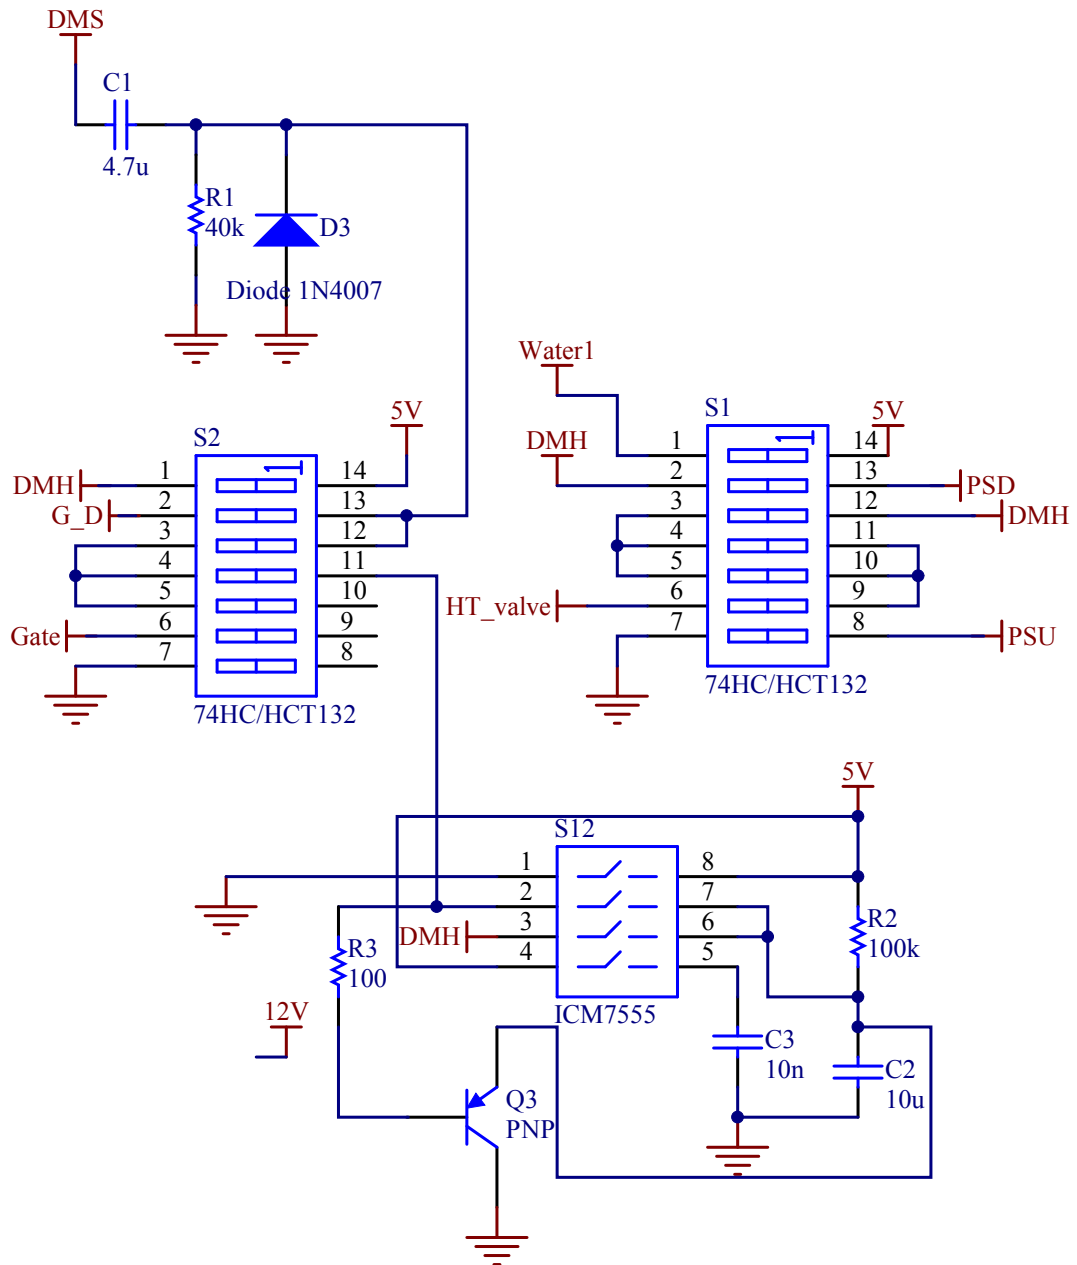 DMS
C1
4.7u
R1
40k
D3
Diode 1N4007
Water1
S1
5V
DMH
1
2
3
4
5
6
7
14
13
12
11
10
9
8
PSD
DMH
HT_valve
PSU
74HC/HCT132
5V
S2
DMH
G_D
Gate
1
2
3
4
5
6
7
14
13
12
11
10
9
8
74HC/HCT132
5V
S12
1
2
3
4
8
7
6
5
DMH
R2
100k
R3
100
ICM7555
12V
C3
10n
C2
10u
Q3
PNP